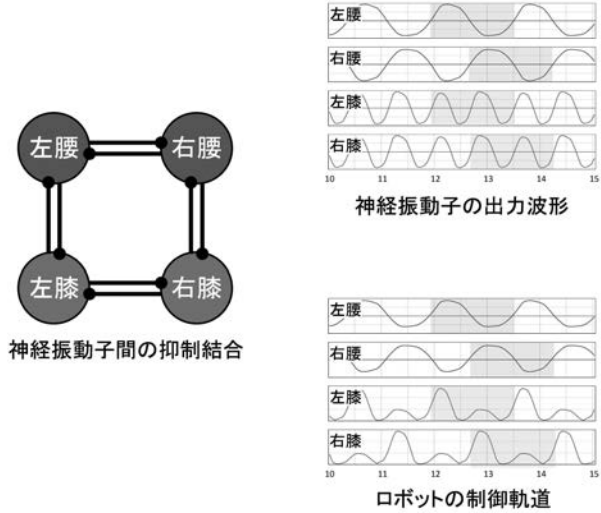 左腰
右腰
左膝
右膝
神経振動子間の抑制結合
左腰
右腰
左膝
右膝
10 11 12 13 14 15
神経振動子の出力波形
左腰
右腰
左膝
右膝
10 11 12 13 14 15
ロボットの制御軌道